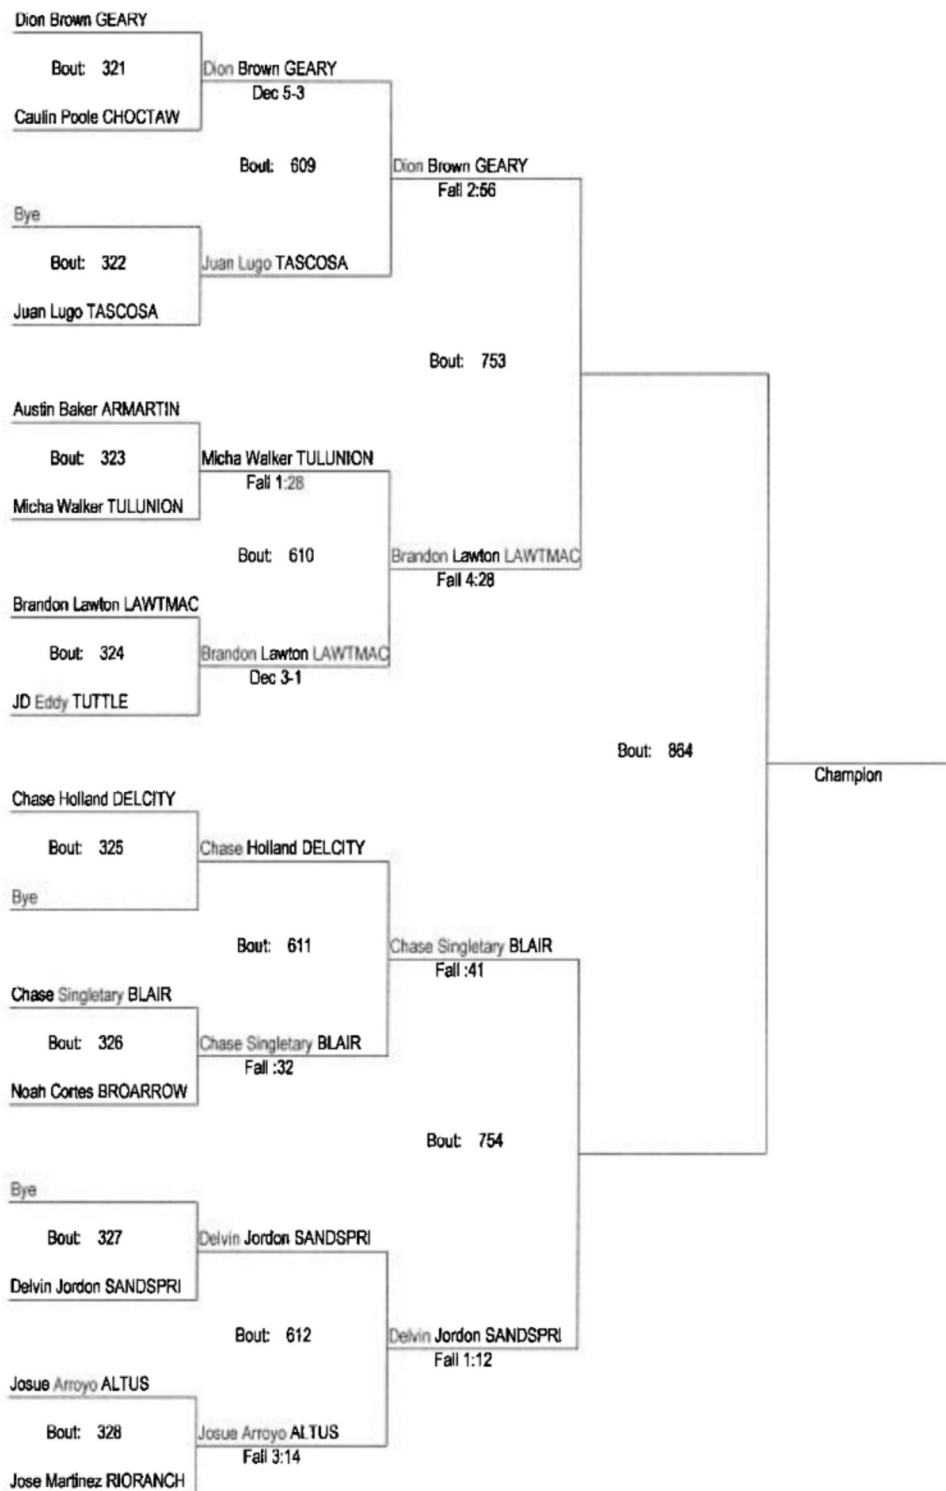 Dion Brown GEARY
Bout: 321
Dion Brown GEARY
Dec 5-3
Caulin Poole CHOCTAW
Bout: 609
Dion Brown GEARY
Fall 2:56
Bye
Bout: 322
Juan Lugo TASCOSA
Juan Lugo TASCOSA
Bout: 753
Austin Baker ARMARTIN
Bout: 323
Micha Walker TULUNION
Fall 1:28
Micha Walker TULUNION
Bout: 610
Brandon Lawton LAWTMAC
Fall 4:28
Brandon Lawton LAWTMAC
Bout: 324
Brandon Lawton LAWTMAC
Dec 3-1
JD Eddy TUTTLE
Bout: 864
Champion
Chase Holland DELCITY
Bout: 325
Chase Holland DELCITY
Bye
Bout: 611
Chase Singletary BLAIR
Fall :41
Chase Singletary BLAIR
Bout: 326
Chase Singletary BLAIR
Fall :32
Noah Cortes BROARROW
Bout: 754
Bye
Bout: 327
Delvin Jordon SANDSPRI
Delvin Jordon SANDSPRI
Bout: 612
Delvin Jordon SANDSPRI
Fall 1:12
Josue Arroyo ALTUS
Bout: 328
Josue Arroyo ALTUS
Fall 3:14
Jose Martinez RIORANCH